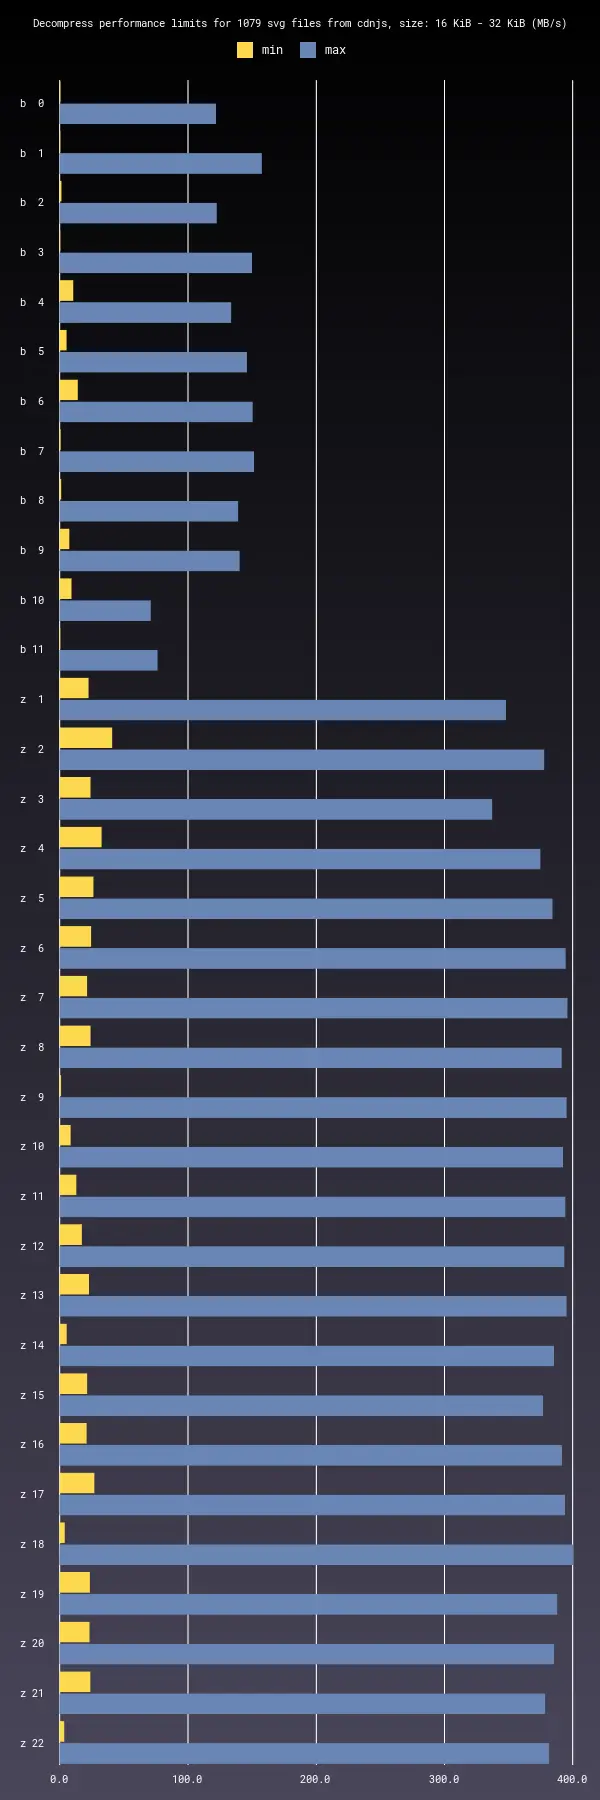 Decompress performance limits for 1079 svg files from cdnjs, size: 16 KiB - 32 KiB (MB/s)
min max
b 0
b 1
b 2
b 3
b 4
b 5
b 6
b 7
b 8
b 9
b 10
b 11
z 1
z 2
z 3
z 4
z 5
z 6
z 7
z 8
z 9
z 10
z 11
z 12
z 13
z 14
z 15
z 16
z 17
z 18
z 19
z 20
z 21
z 22
0.0 100.0 200.0 300.0 400.0